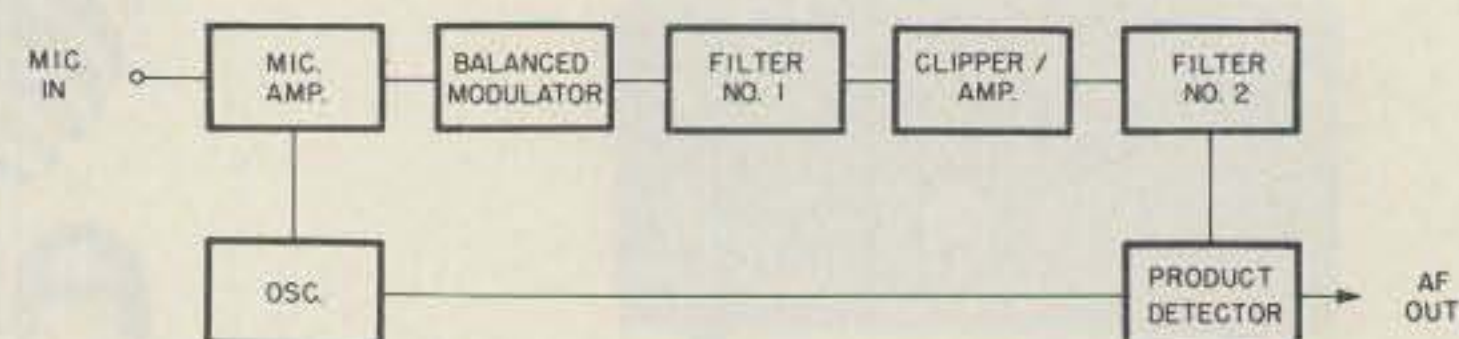 MIC.
IN
MIC.
AMP.
BALANCED
MODULATOR
FILTER
NO. 1
CLIPPER /
AMP.
FILTER
NO. 2
OSC.
PRODUCT
DETECTOR
AF
OUT